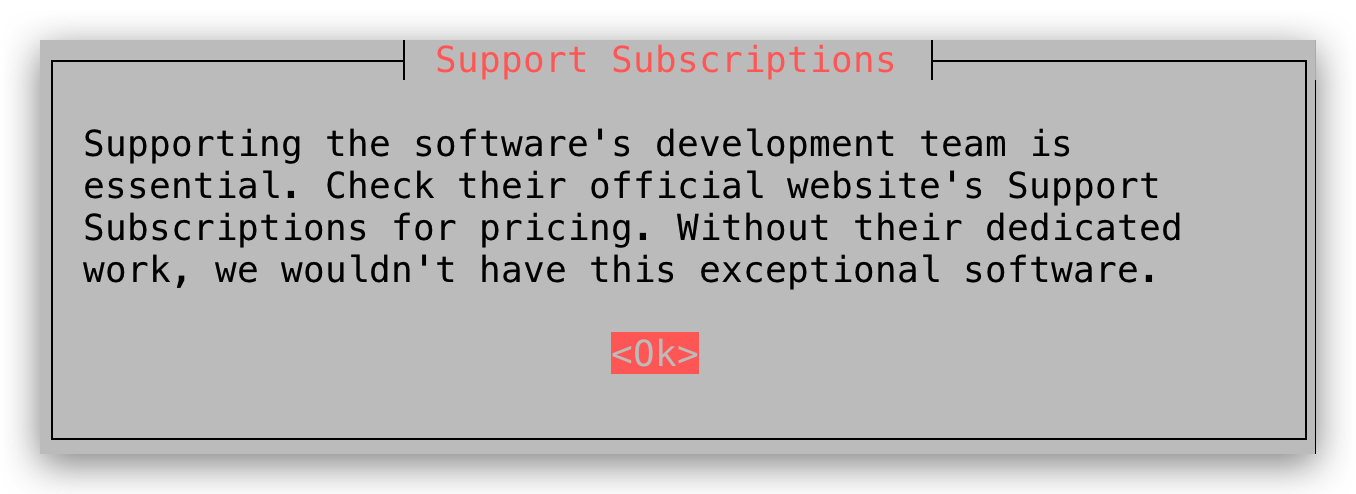 Support Subscriptions
Supporting the software's development team is
essential. Check their official website's Support
Subscriptions for pricing. Without their dedicated
work, we wouldn't have this exceptional software.
<Ok>